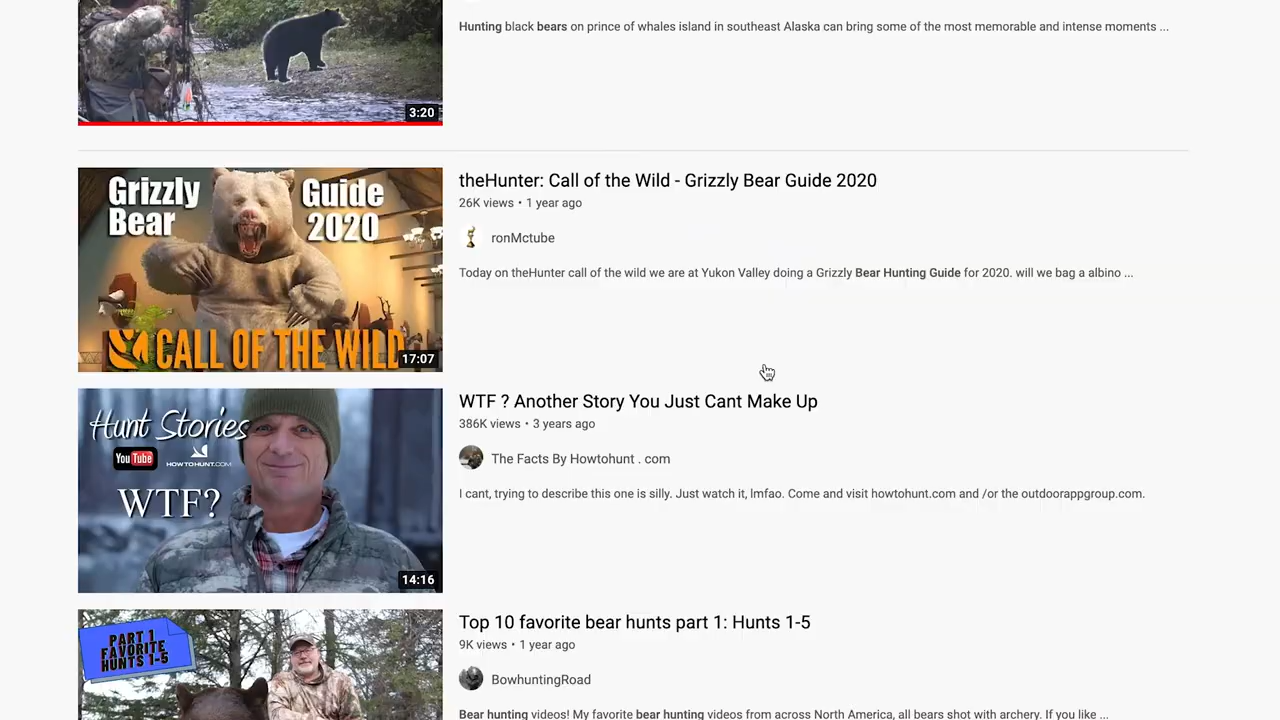 Hunting black bears on prince of whales island in southeast Alaska can bring some of the most memorable and intense moments ...
3:20
Grizzly Bear
Guide 2020
CALL OF THE WILD
17:07
theHunter: Call of the Wild - Grizzly Bear Guide 2020
26K views • 1 year ago
ronMctube
Today on theHunter call of the wild we are at Yukon Valley doing a Grizzly Bear Hunting Guide for 2020. will we bag a albino ...
Hunt Stories
YouTube
HOWTOHUNT.COM
WTF?
14:16
WTF ? Another Story You Just Cant Make Up
386K views • 3 years ago
The Facts By Howtohunt . com
I cant, trying to describe this one is silly. Just watch it, lmfao. Come and visit howtohunt.com and /or the outdoorappgroup.com.
PART 1
FAVORITE
HUNTS 1-5
Top 10 favorite bear hunts part 1: Hunts 1-5
9K views • 1 year ago
BowhuntingRoad
Bear hunting videos! My favorite bear hunting videos from across North America, all bears shot with archery. If you like ...